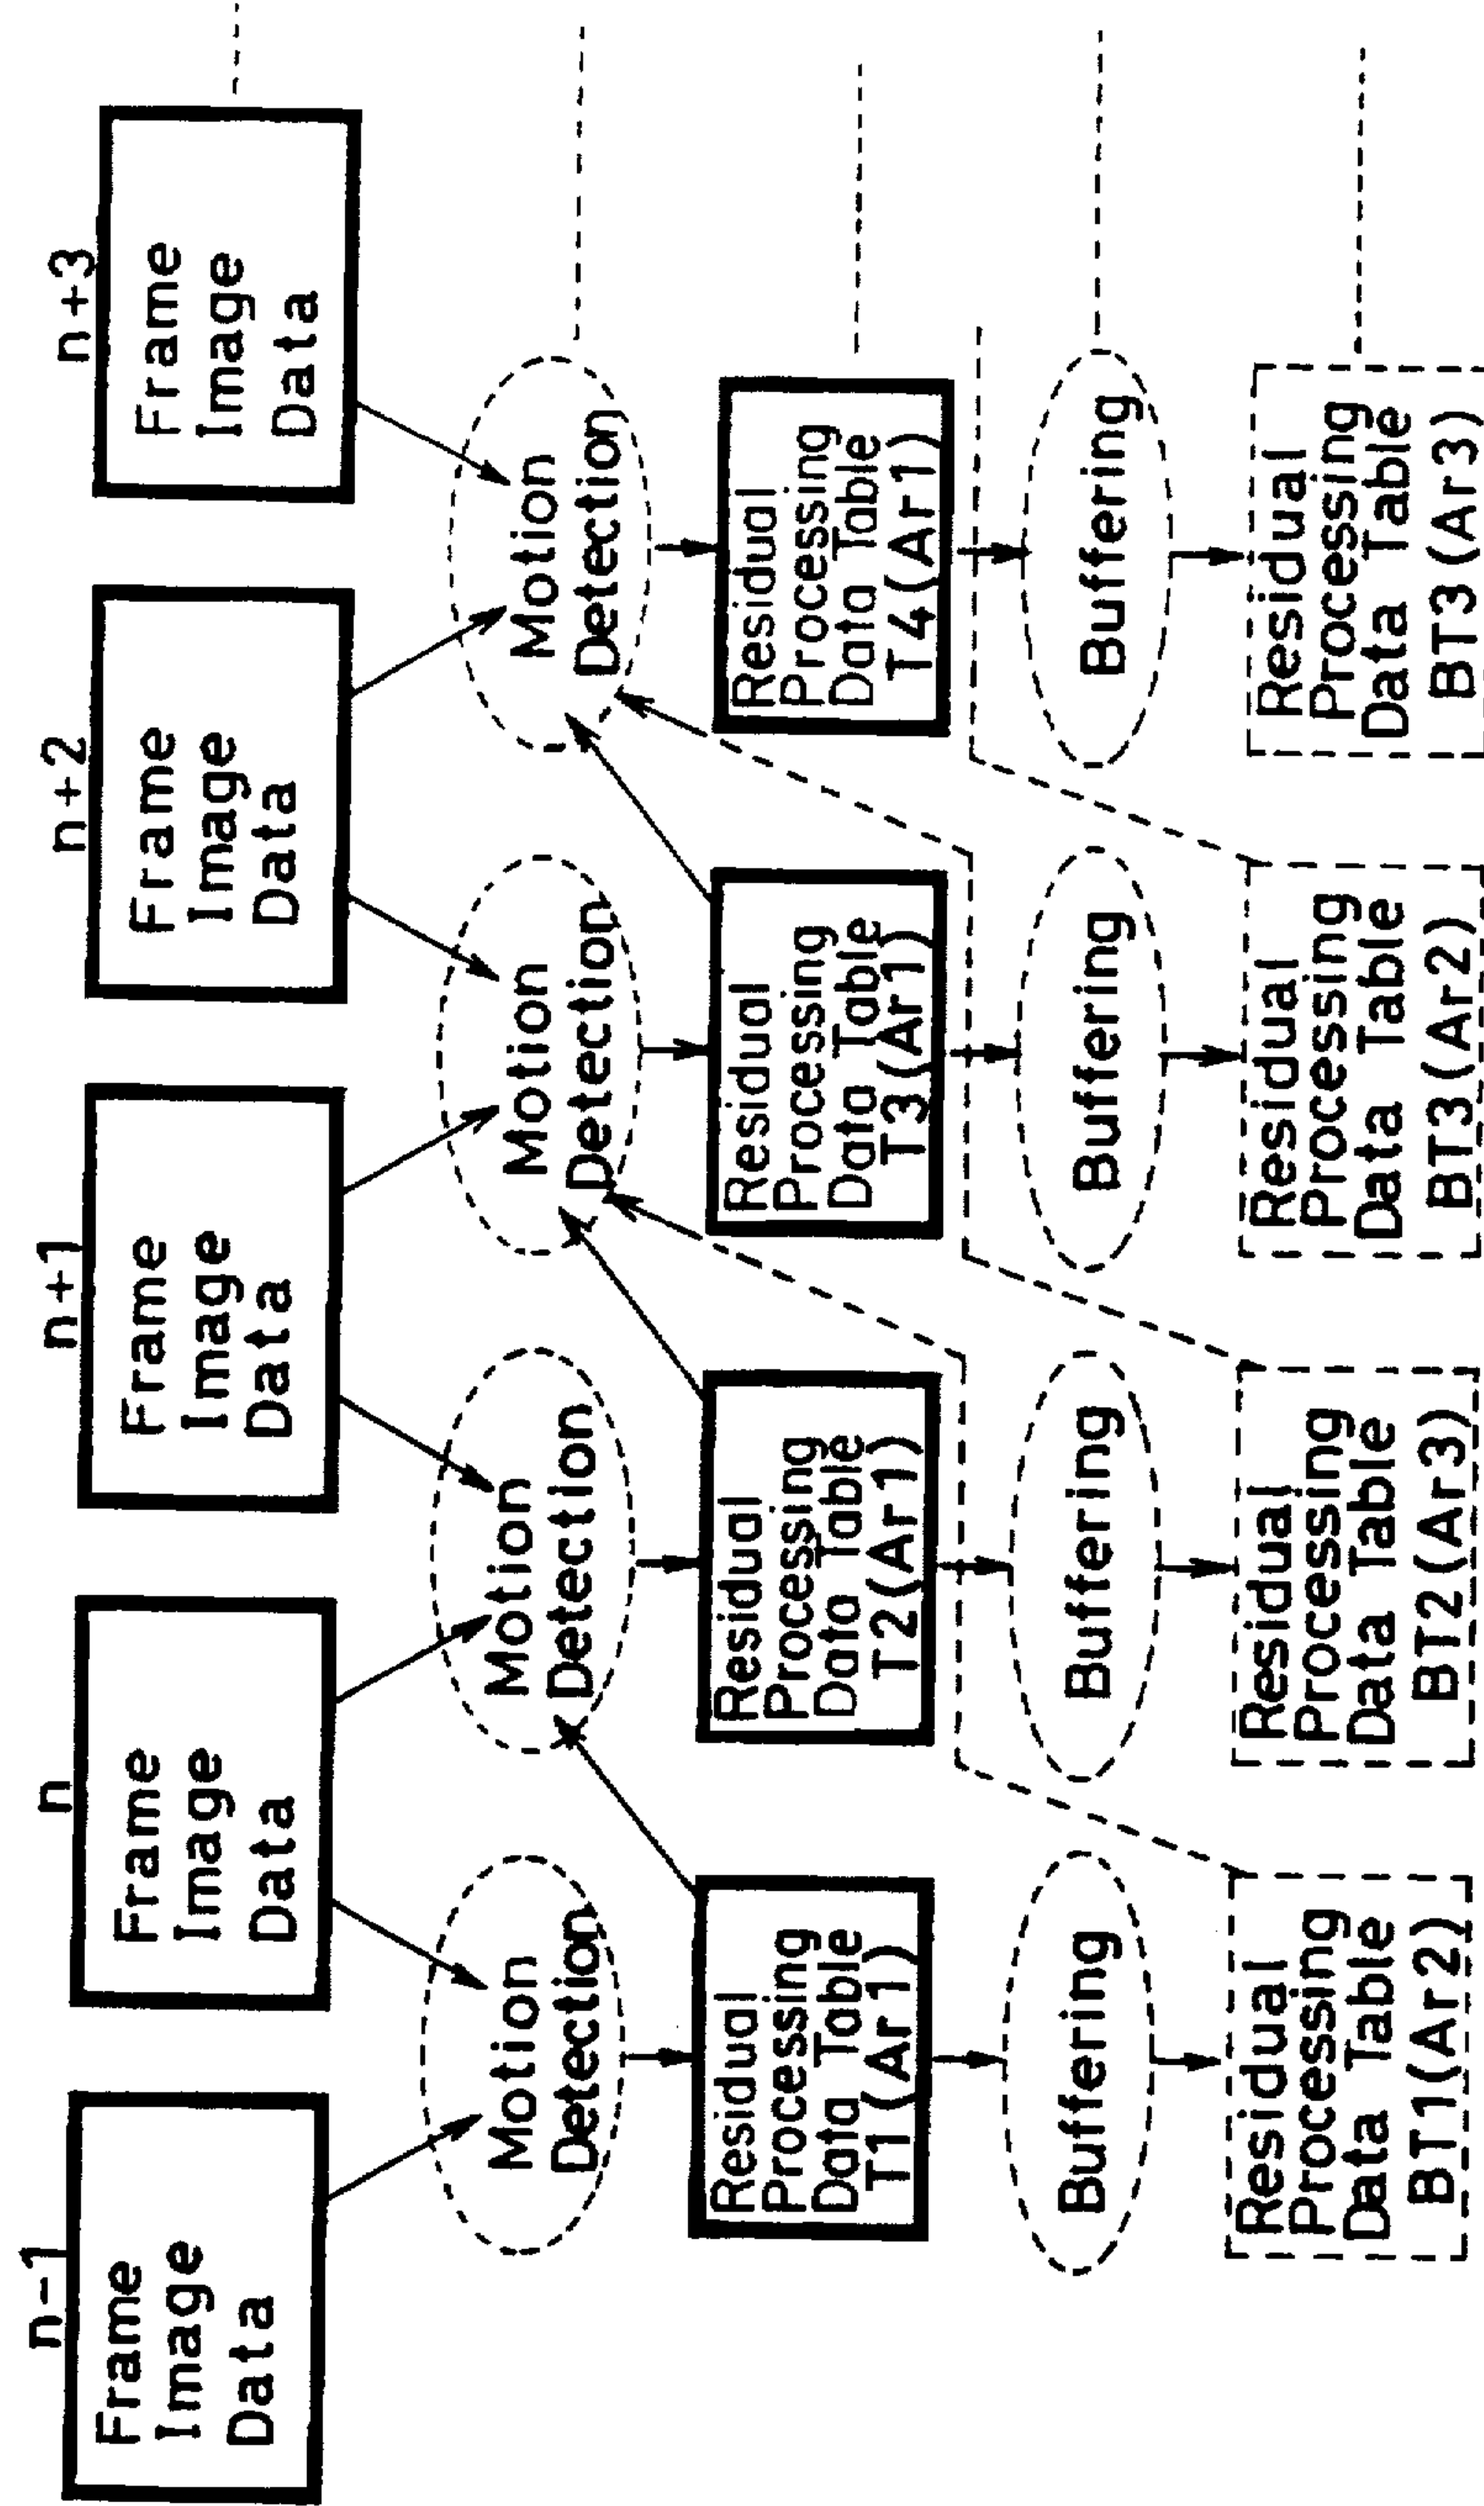 n-1
Frame
Image
Data
n
Frame
Image
Data
n+1
Frame
Image
Data
n+2
Frame
Image
Data
n+3
Frame
Image
Data
Motion
Detection
Motion
Detection
Motion
Detection
Motion
Detection
Residual
Processing
Data Table
T1(Ar1)
Residual
Processing
Data Table
T2(Ar1)
Residual
Processing
Data Table
T3(Ar1)
Residual
Processing
Data Table
T4(Ar1)
Buffering
Buffering
Buffering
Buffering
Residual
Processing
Data Table
BT1(Ar2)
Residual
Processing
Data Table
BT2(Ar3)
Residual
Processing
Data Table
BT3(Ar2)
Residual
Processing
Data Table
BT3(Ar3)